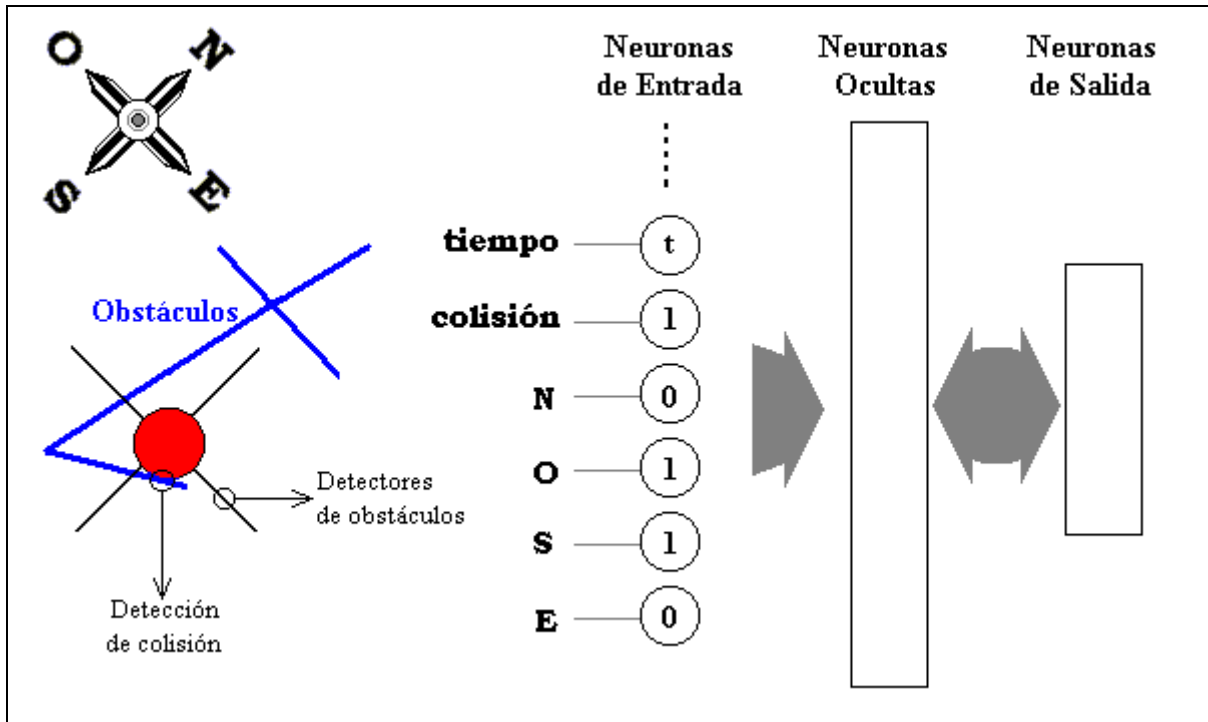 O
N
S
E
Neuronas
de Entrada
Neuronas
Ocultas
Neuronas
de Salida
tiempo
t
colisión
1
N
0
O
1
S
1
E
0
Obstáculos
Detectores
de obstáculos
Detección
de colisión